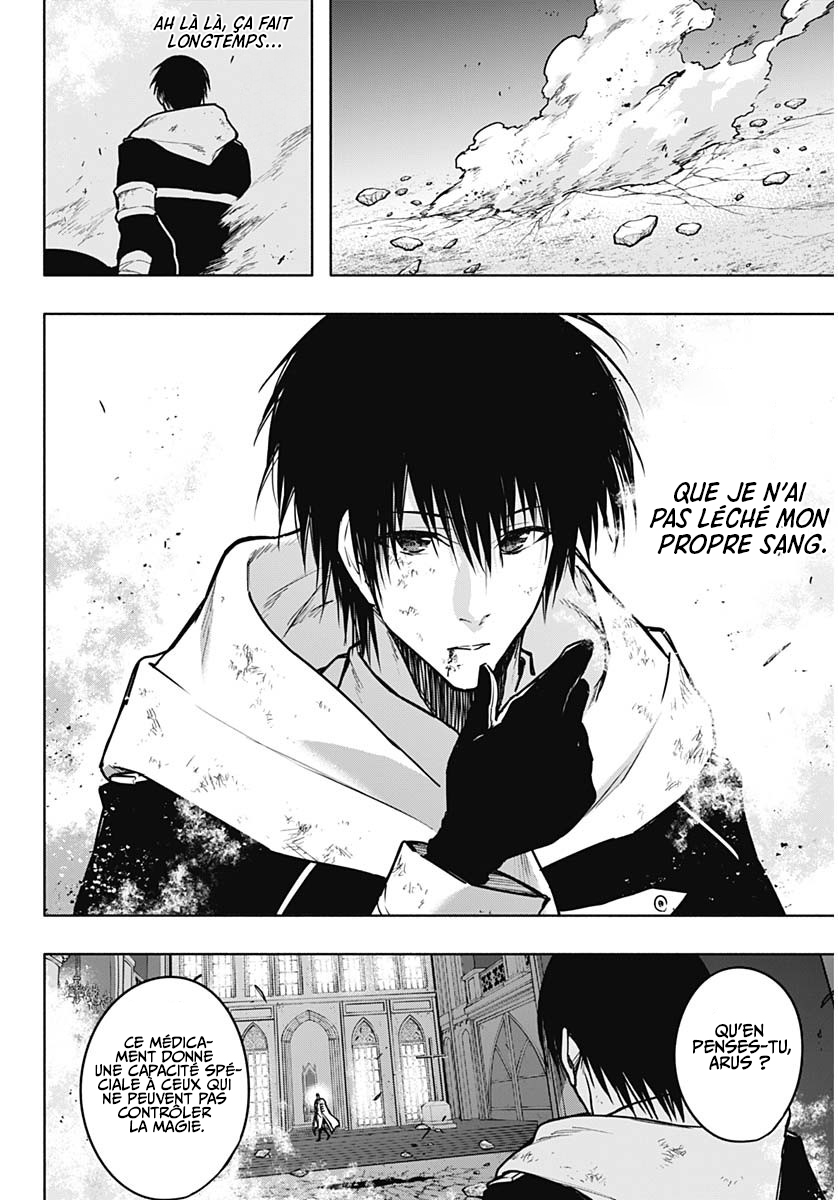 AH LÀ LÀ, ÇA FAIT
LONGTEMPS...
QUE JE N'AI
PAS LÉCHÉ MON
PROPRE SANG.
QU'EN
PENSES-TU,
ARUS ?
CE MÉDICA-
MENT DONNE
UNE CAPACITÉ SPÉ-
CIALE À CEUX QUI
NE PEUVENT PAS
CONTRÔLER
LA MAGIE.